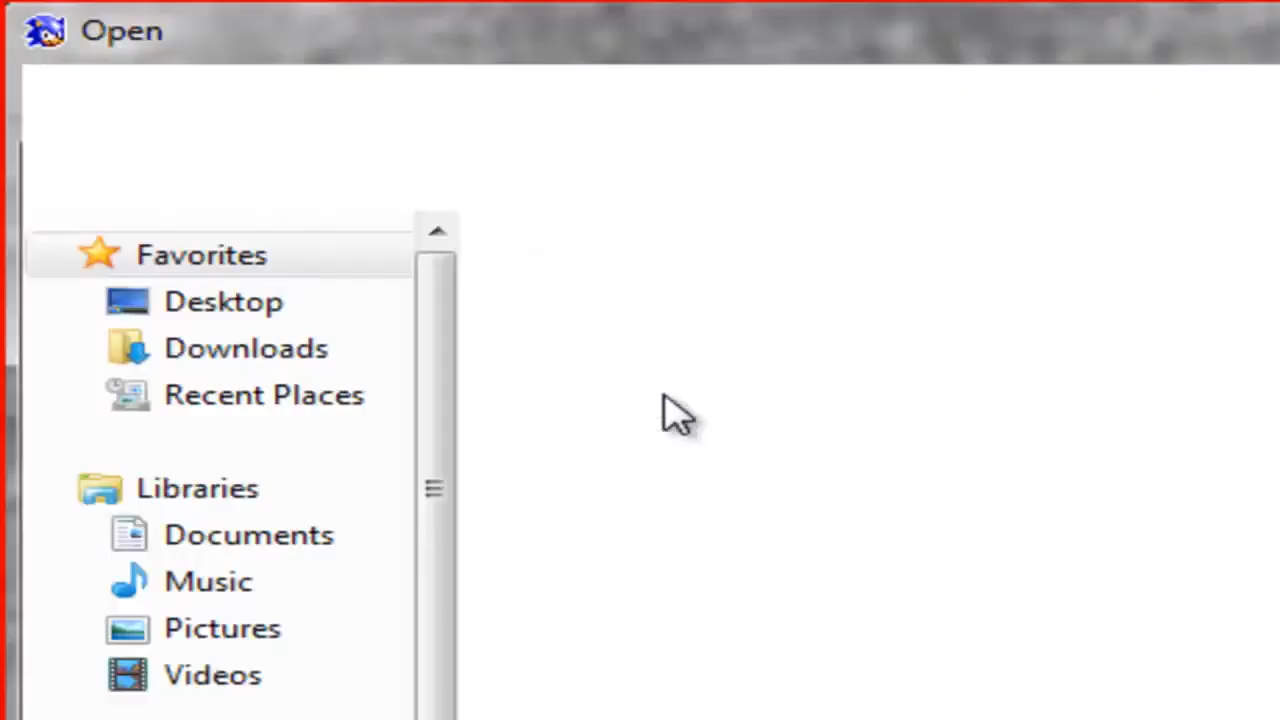 Open
Favorites
Desktop
Downloads
Recent Places
Libraries
Documents
Music
Pictures
Videos